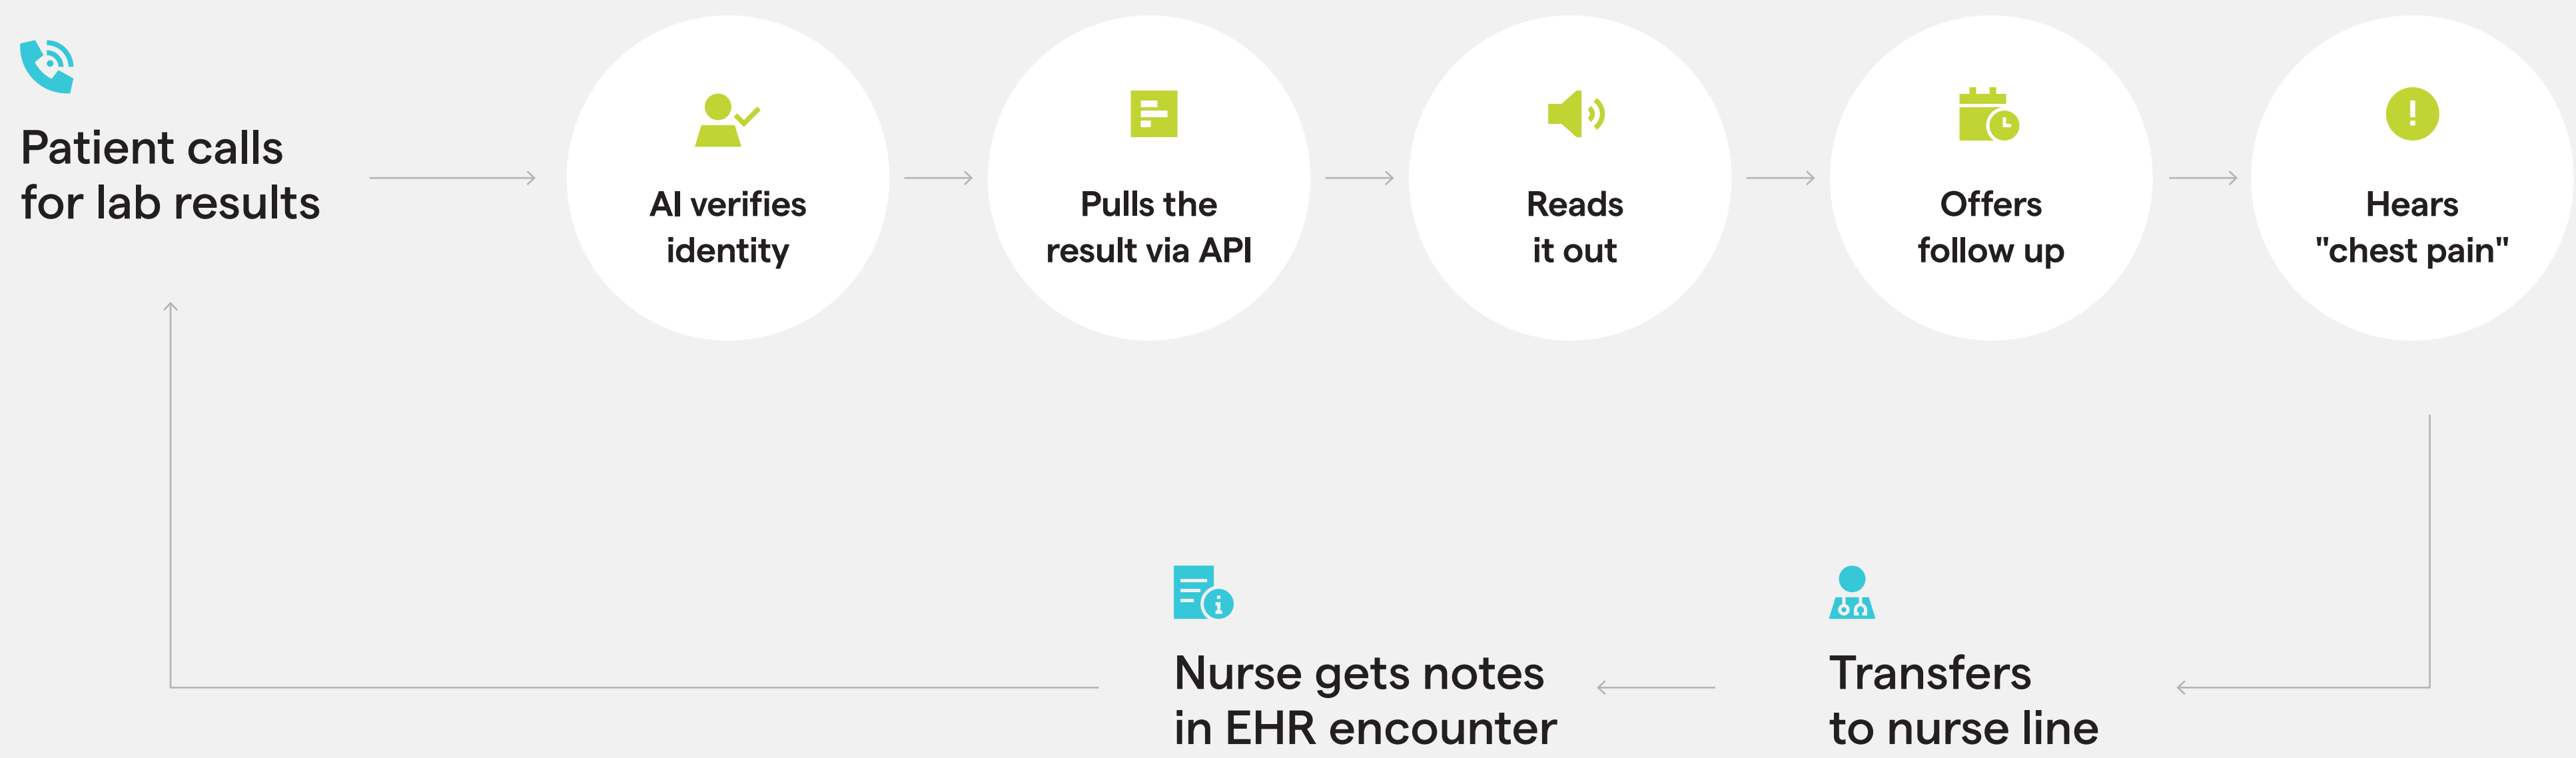 Patient calls
for lab results
AI verifies
identity
Pulls the
result via API
Reads
it out
Offers
follow up
Hears
"chest pain"
Nurse gets notes
in EHR encounter
Transfers
to nurse line